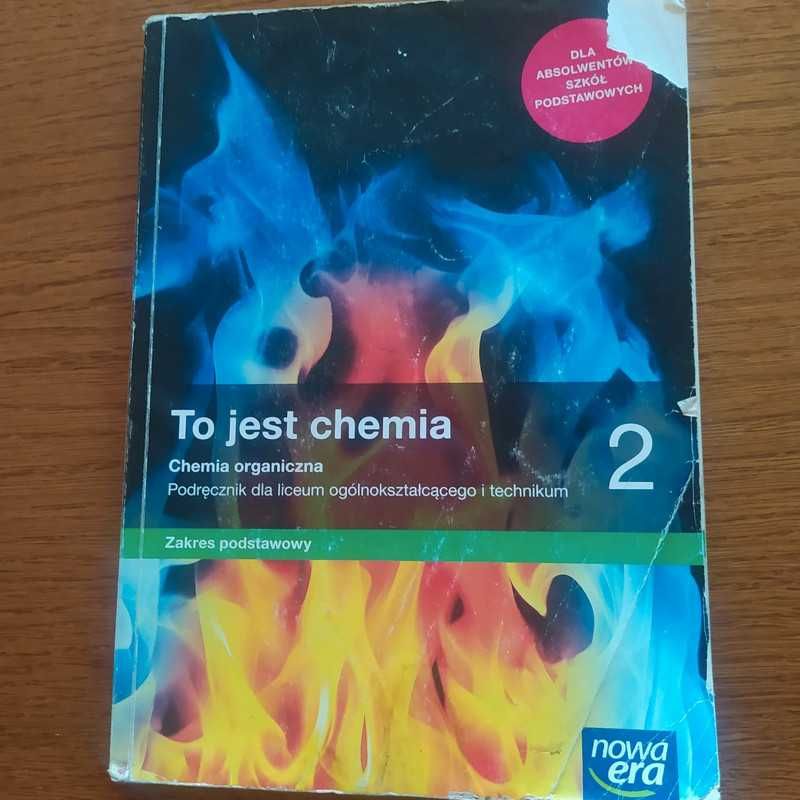 DLA
ABSOLWENTÓW
SZKÓŁ
PODSTAWOWYCH
To jest chemia
2
Chemia organiczna
Podręcznik dla liceum ogólnokształcącego i technikum
Zakres podstawowy
nowa
era